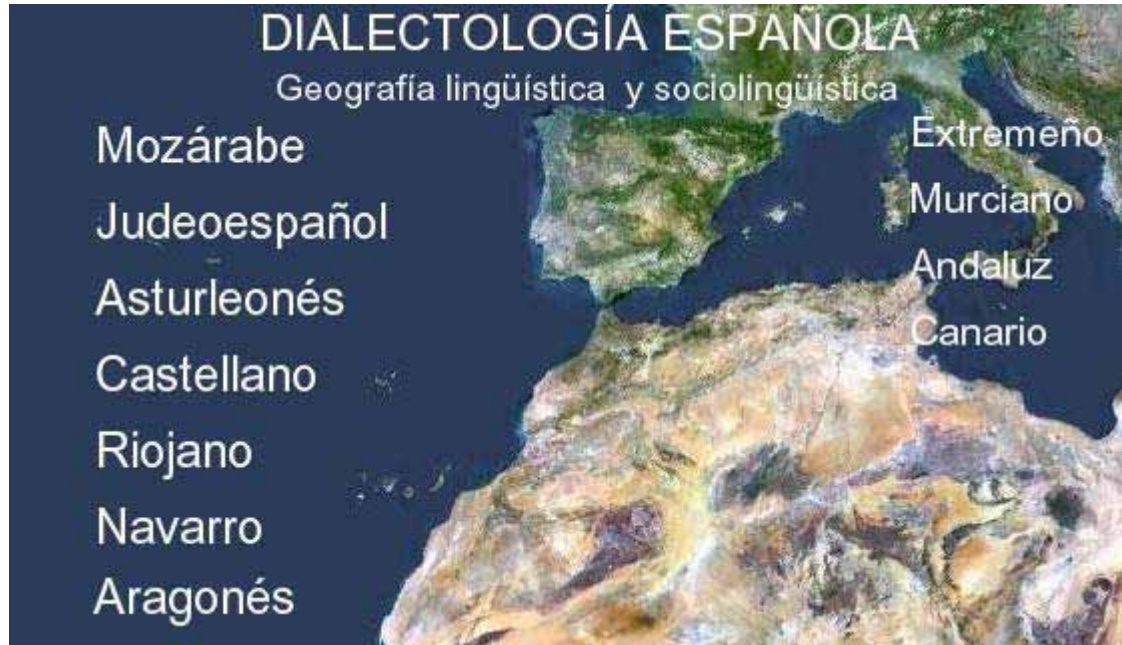 DIALECTOLOGÍA ESPAÑOLA
Geografía lingüística y sociolingüística
Mozárabe
Judeoespañol
Asturleonés
Castellano
Riojano
Navarro
Aragonés
Extremeño
Murciano
Andaluz
Canario